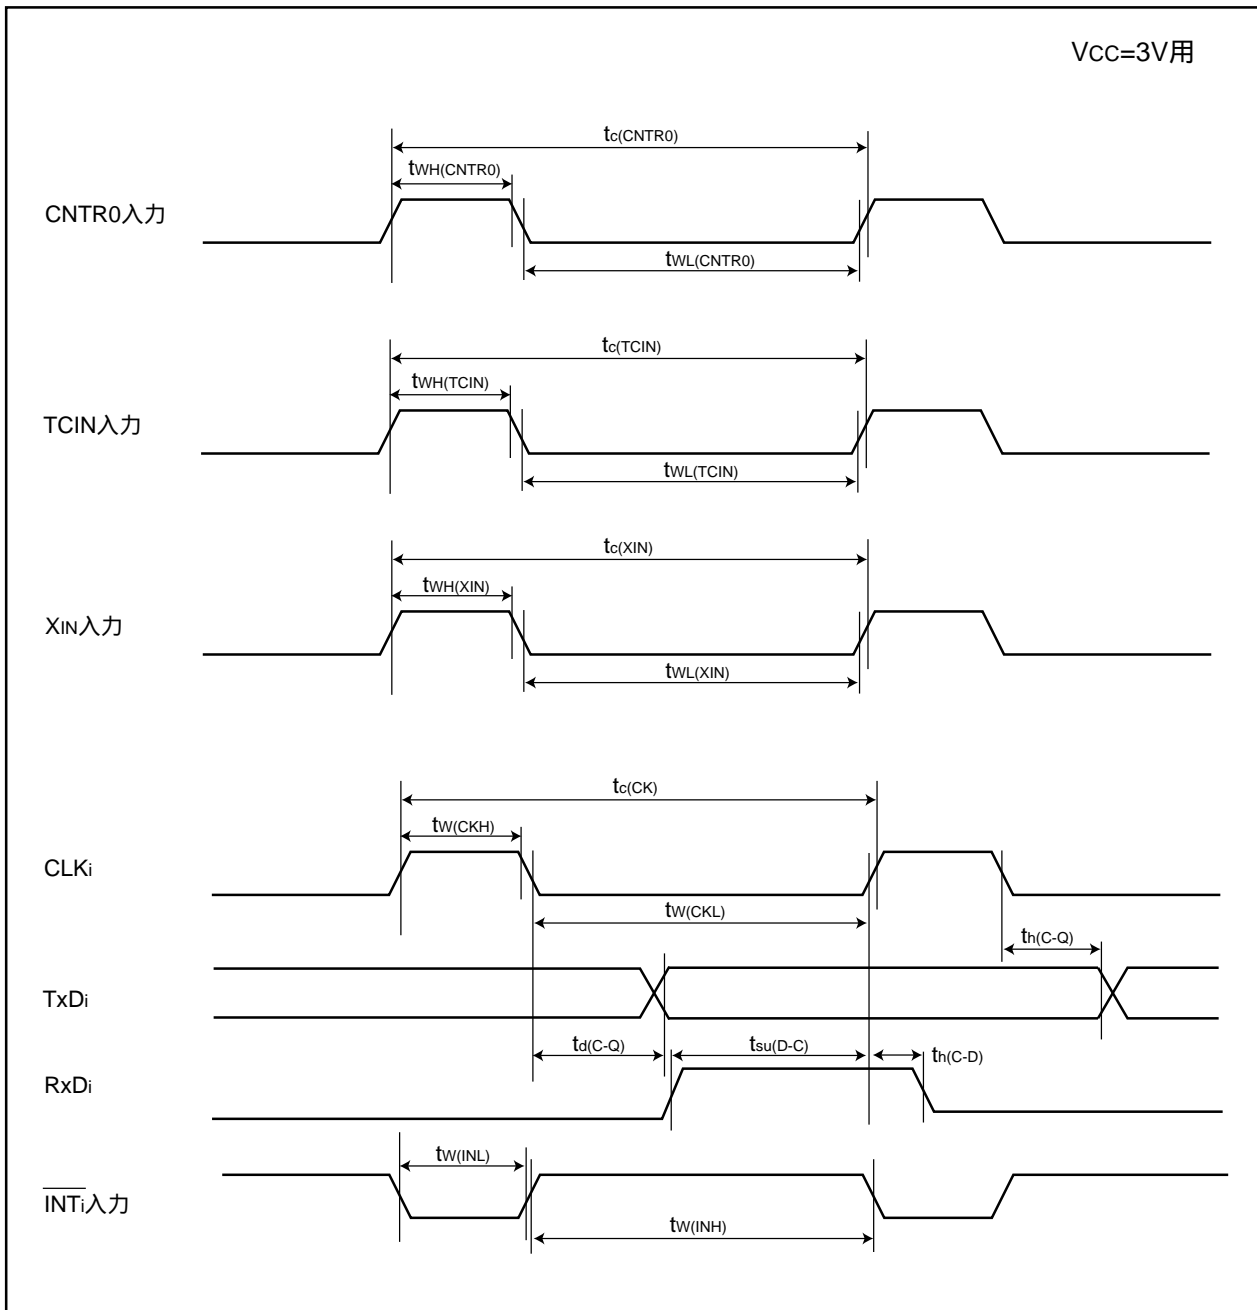 VCC=3V用
tc(CNTR0)
tWH(CNTR0)
CNTR0入力
tWL(CNTR0)
tc(TCIN)
tWH(TCIN)
TCIN入力
tWL(TCIN)
tc(XIN)
tWH(XIN)
XIN入力
tWL(XIN)
tc(CK)
tW(CKH)
CLKi
tW(CKL)
th(C-Q)
TxDi
td(C-Q) tsu(D-C) th(C-D)
RxDi
tW(INL)
INTi入力
tW(INH)